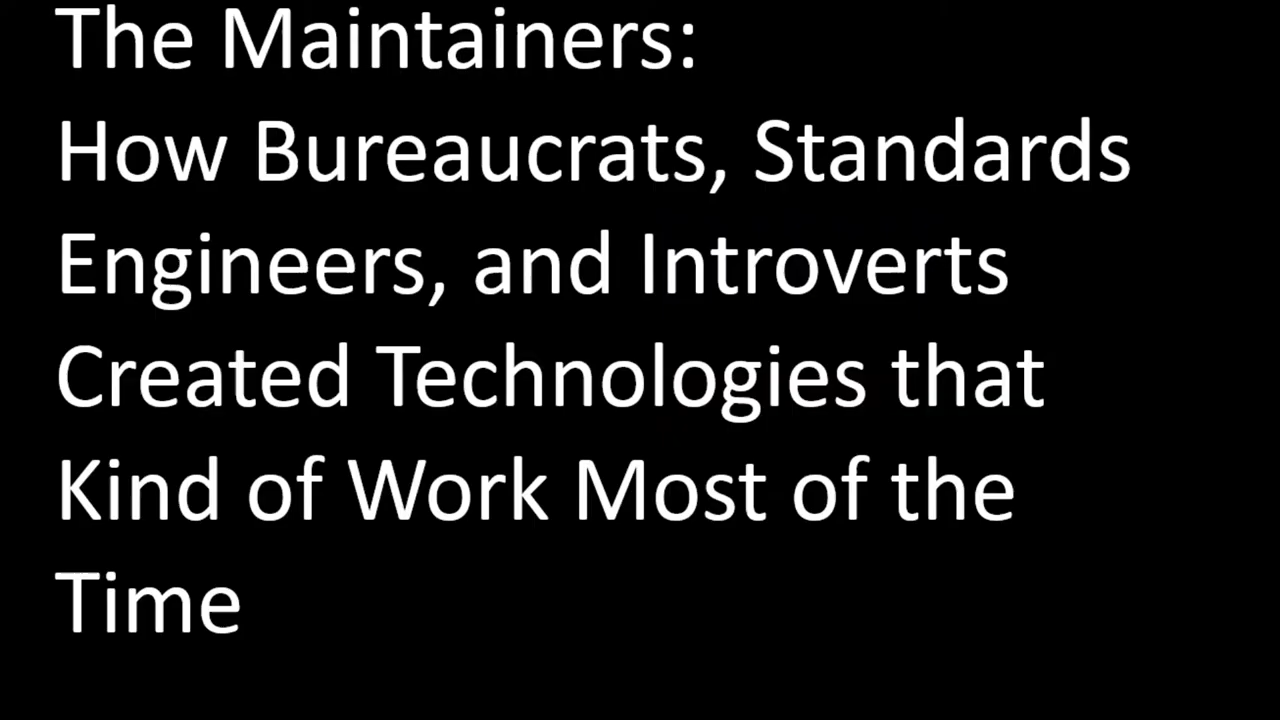 The Maintainers:
How Bureaucrats, Standards
Engineers, and Introverts
Created Technologies that
Kind of Work Most of the
Time